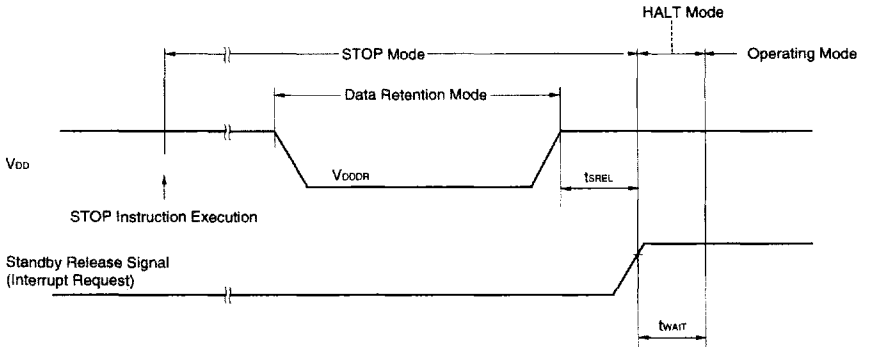 HALT Mode
STOP Mode
Operating Mode
Data Retention Mode
VDD
VDDDR
tSREL
STOP Instruction Execution
Standby Release Signal
(Interrupt Request)
tWAIT